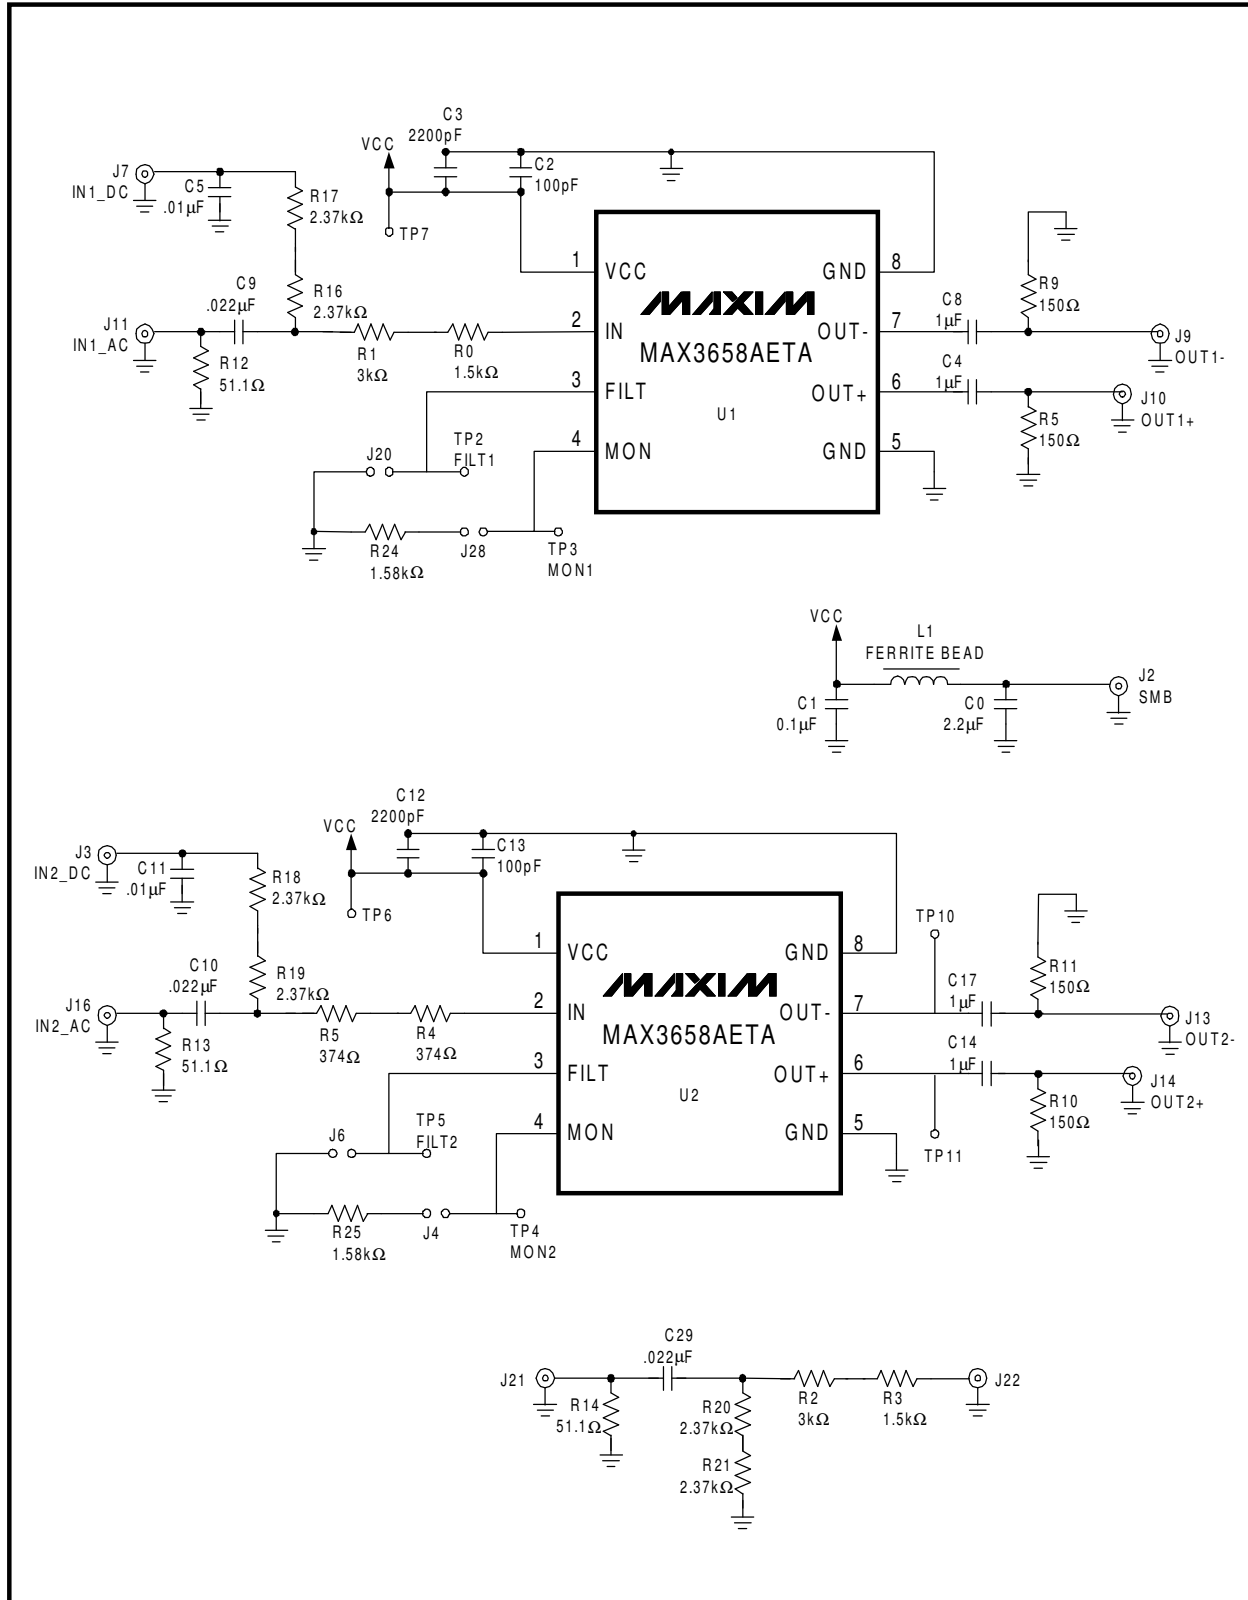 C3
2200pF
VCC
C2
100pF
J7
IN1_DC
C5
.01µF
R17
2.37kΩ
TP7
1
VCC
GND
8
C9
.022µF
R16
2.37kΩ
MAXIM
R9
150Ω
C8
1µF
J11
IN1_AC
2
IN
OUT-
7
J9
OUT1-
R12
51.1Ω
R1
3kΩ
R0
1.5kΩ
MAX3658AETA
C4
1µF
3
FILT
OUT+
6
J10
OUT1+
U1
R5
150Ω
TP2
FILT1
J20
4
MON
GND
5
R24
1.58kΩ
J28
TP3
MON1
VCC
L1
FERRITE BEAD
J2
SMB
C1
0.1µF
C0
2.2µF
C12
2200pF
VCC
C13
100pF
J3
IN2_DC
C11
.01µF
R18
2.37kΩ
TP6
TP10
1
VCC
GND
8
C10
.022µF
R19
2.37kΩ
MAXIM
R11
150Ω
C17
1µF
J16
IN2_AC
2
IN
OUT-
7
J13
OUT2-
R13
51.1Ω
R5
374Ω
R4
374Ω
MAX3658AETA
C14
1µF
3
FILT
OUT+
6
J14
OUT2+
U2
R10
150Ω
TP5
FILT2
J6
4
MON
GND
5
TP11
R25
1.58kΩ
J4
TP4
MON2
C29
.022µF
J21
J22
R14
51.1Ω
R20
2.37kΩ
R2
3kΩ
R3
1.5kΩ
R21
2.37kΩ